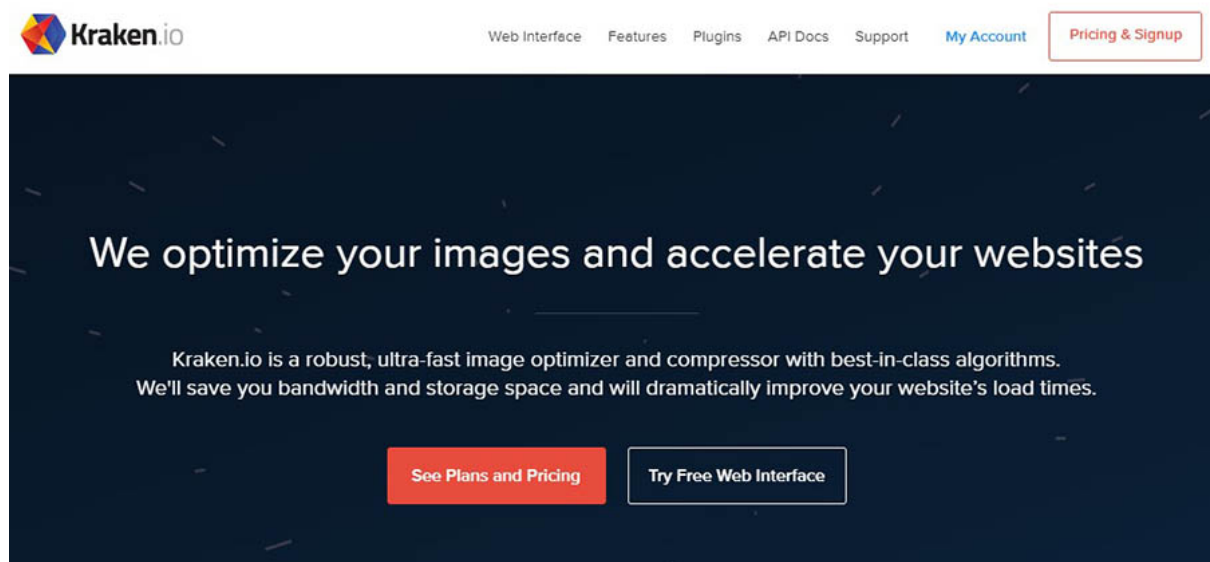 Kraken.io
Web Interface Features Plugins API Docs Support My Account Pricing & Signup
We optimize your images and accelerate your websites
Kraken.io is a robust, ultra-fast image optimizer and compressor with best-in-class algorithms.
We'll save you bandwidth and storage space and will dramatically improve your website’s load times.
See Plans and Pricing Try Free Web Interface